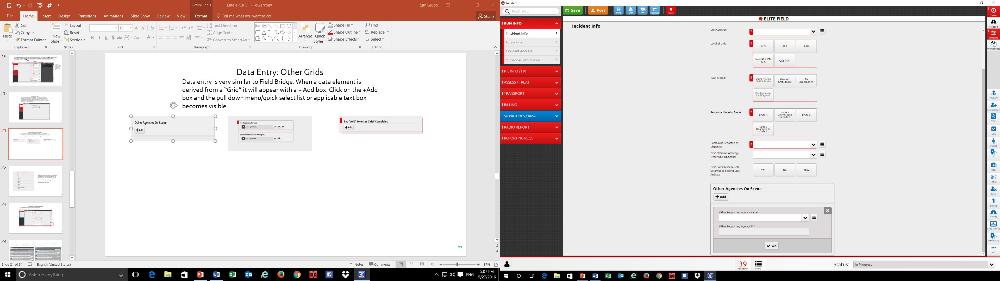 Picture Tools
Elite ePCR V1 - PowerPoint
Ruth Grubb
File Home Insert Design Transitions Animations Slide Show Review View Format Tell me what you want to do
Share
Paste
Cut
Copy
Format Painter
Clipboard
New Slide
Layout
Reset
Section
Slides
18
B I U S abc AV Aa A
Font
Text Direction
Align Text
Convert to SmartArt
Paragraph
Arrange
Quick Styles
Shape Fill
Shape Outline
Shape Effects
Drawing
Find
Replace
Select
Editing
19
20
21
22
23
24
Data Entry: Other Grids
Data entry is very similar to Field Bridge. When a data element is
derived from a “Grid” it will appear with a + Add box. Click on the +Add
box and the pull down menu/quick select list or applicable text box
becomes visible.
Other Agencies On Scene
Add
MedicationAllergies
Add a grid item...
Environment/Other Allergies
Add a grid item...
Tap "Add" to enter Chief Complaint.
Add
21
Slide 21 of 31
English (United States)
Notes
Comments
87%
Ask me anything
ENG
5:07 PM
5/27/2016
Incident
Find field...
Save
Post
Print
CAD
EKG
Transfers
Close
ELITE FIELD
! RUN INFO
! Incident Info
! Crew Info
! Incident Address
! Response Information
! PT. INFO / HX
! ASSESS / TREAT
! TRANSPORT
! BILLING
SIGNATURES / AMA
! RADIO REPORT
! REPORTING REQS
Incident Info
Unit Call Sign:
Level of Unit:
ALS
BLS
PAU
Non-911 IFT-
ALS
CCT (RN)
Type of Unit:
Engine / Truck /
Paramedic Van
Ground
Ambulance
Air
Ambulance
First Responder
(i.e. Lifeguard)
Response Mode to Scene:
Code 3
Code 3
Downgraded
to Code 2
Code 2
Code 2
Upgraded to
Code 3
Complaint Reported by
Dispatch:
First EMS Unit Arriving /
Other Unit On Scene:
First Unit On Scene >30
Sec Prior to Second Unit
Arrival.:
Yes
No
N/A
Other Agencies On Scene
Add
Other Supporting Agency Name:
Other Supporting Agency ID #:
OK
Times
Mileage
Timeline
Worksheets
Primary
Assessment
Vital
GCS
PQRST
IV
Meds
Procs
SMR
Stroke
Airway
Med Device
Med Pump
All
39
Validation
Menu
Status:
In Progress